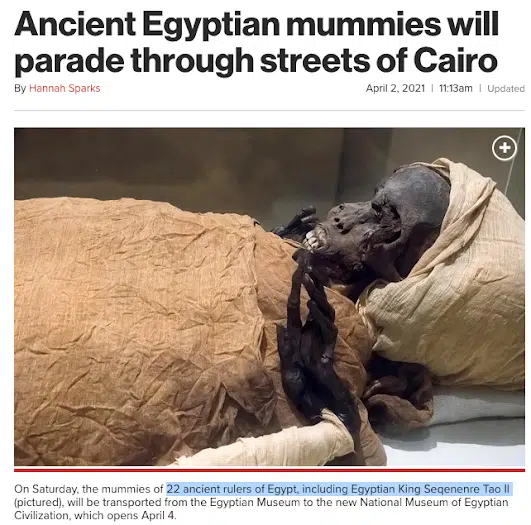 Ancient Egyptian mummies will
parade through streets of Cairo
By Hannah Sparks
April 2, 2021 | 11:13am | Updated
On Saturday, the mummies of 22 ancient rulers of Egypt, including Egyptian King Seqenenre Tao II
(pictured), will be transported from the Egyptian Museum to the new National Museum of Egyptian
Civilization, which opens April 4.